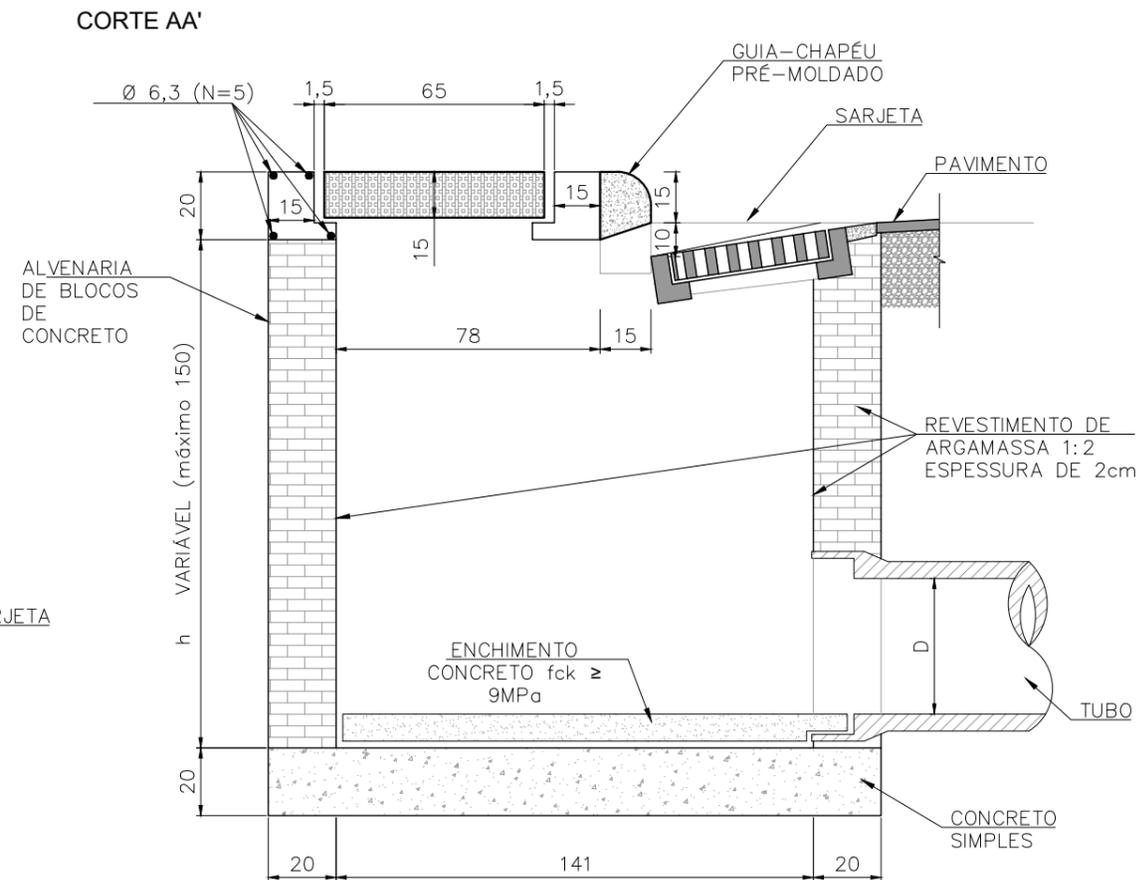 CORTE AA'
GUIA-CHAPÉU
PRÉ-MOLDADO
Ø 6,3 (N=5)
1,5
65
1,5
SARJETA
PAVIMENTO
20
15
15
15
15
10
ALVENARIA
DE BLOCOS
DE
CONCRETO
78
15
h VARIÁVEL (máximo 150)
REVESTIMENTO DE
ARGAMASSA 1:2
ESPESSURA DE 2cm
RJETA
ENCHIMENTO
CONCRETO fck ≥
9MPa
D
TUBO
20
CONCRETO
SIMPLES
20
141
20